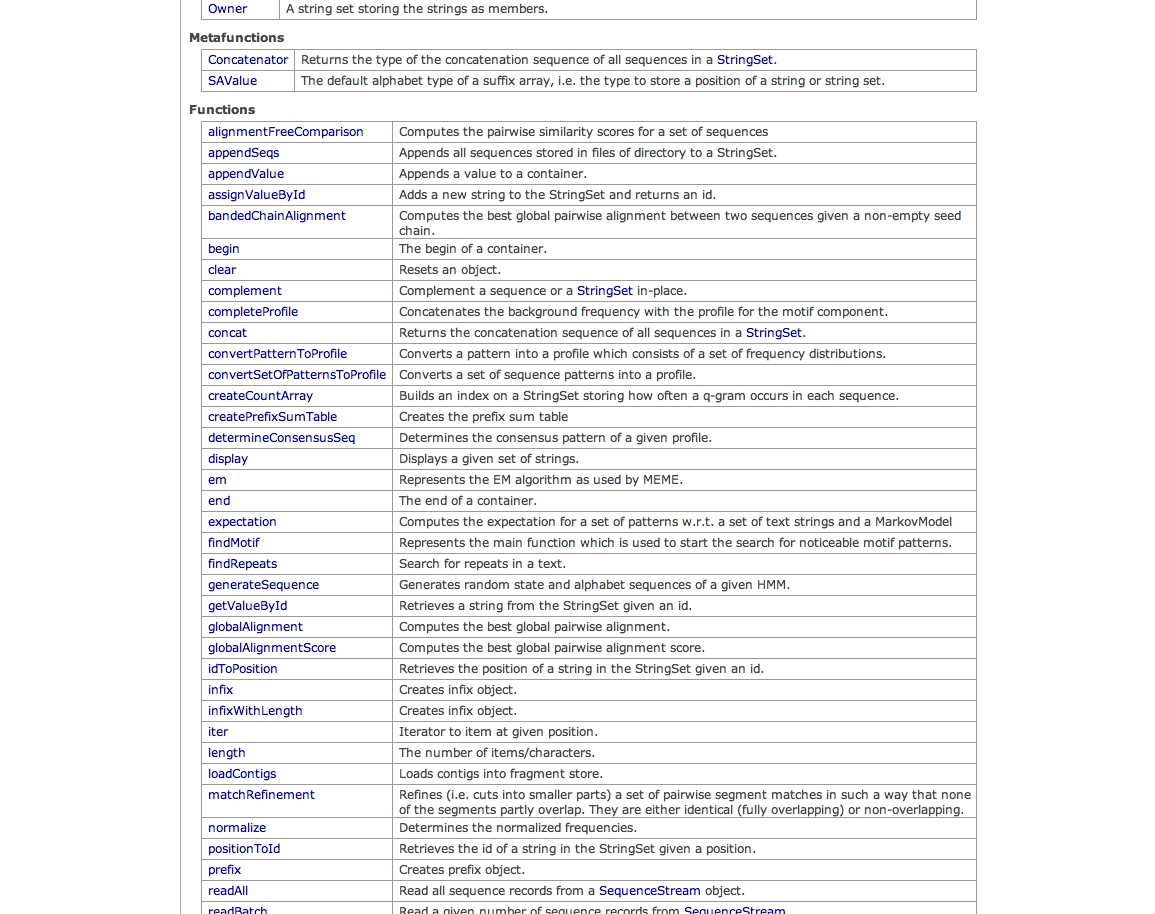 Owner A string set storing the strings as members.
Metafunctions
Concatenator Returns the type of the concatenation sequence of all sequences in a StringSet.
SAValue The default alphabet type of a suffix array, i.e. the type to store a position of a string or string set.
Functions
alignmentFreeComparison Computes the pairwise similarity scores for a set of sequences
appendSeqs Appends all sequences stored in files of directory to a StringSet.
appendValue Appends a value to a container.
assignValueById Adds a new string to the StringSet and returns an id.
bandedChainAlignment Computes the best global pairwise alignment between two sequences given a non-empty seed
chain.
begin The begin of a container.
clear Resets an object.
complement Complement a sequence or a StringSet in-place.
completeProfile Concatenates the background frequency with the profile for the motif component.
concat Returns the concatenation sequence of all sequences in a StringSet.
convertPatternToProfile Converts a pattern into a profile which consists of a set of frequency distributions.
convertSetOfPatternsToProfile Converts a set of sequence patterns into a profile.
createCountArray Builds an index on a StringSet storing how often a q-gram occurs in each sequence.
createPrefixSumTable Creates the prefix sum table
determineConsensusSeq Determines the consensus pattern of a given profile.
display Displays a given set of strings.
em Represents the EM algorithm as used by MEME.
end The end of a container.
expectation Computes the expectation for a set of patterns w.r.t. a set of text strings and a MarkovModel
findMotif Represents the main function which is used to start the search for noticeable motif patterns.
findRepeats Search for repeats in a text.
generateSequence Generates random state and alphabet sequences of a given HMM.
getValueById Retrieves a string from the StringSet given an id.
globalAlignment Computes the best global pairwise alignment.
globalAlignmentScore Computes the best global pairwise alignment score.
idToPosition Retrieves the position of a string in the StringSet given an id.
infix Creates infix object.
infixWithLength Creates infix object.
iter Iterator to item at given position.
length The number of items/characters.
loadContigs Loads contigs into fragment store.
matchRefinement Refines (i.e. cuts into smaller parts) a set of pairwise segment matches in such a way that none
of the segments partly overlap. They are either identical (fully overlapping) or non-overlapping.
normalize Determines the normalized frequencies.
positionToId Retrieves the id of a string in the StringSet given a position.
prefix Creates prefix object.
readAll Read all sequence records from a SequenceStream object.
readBatch Read a given number of sequence records from SequenceStream